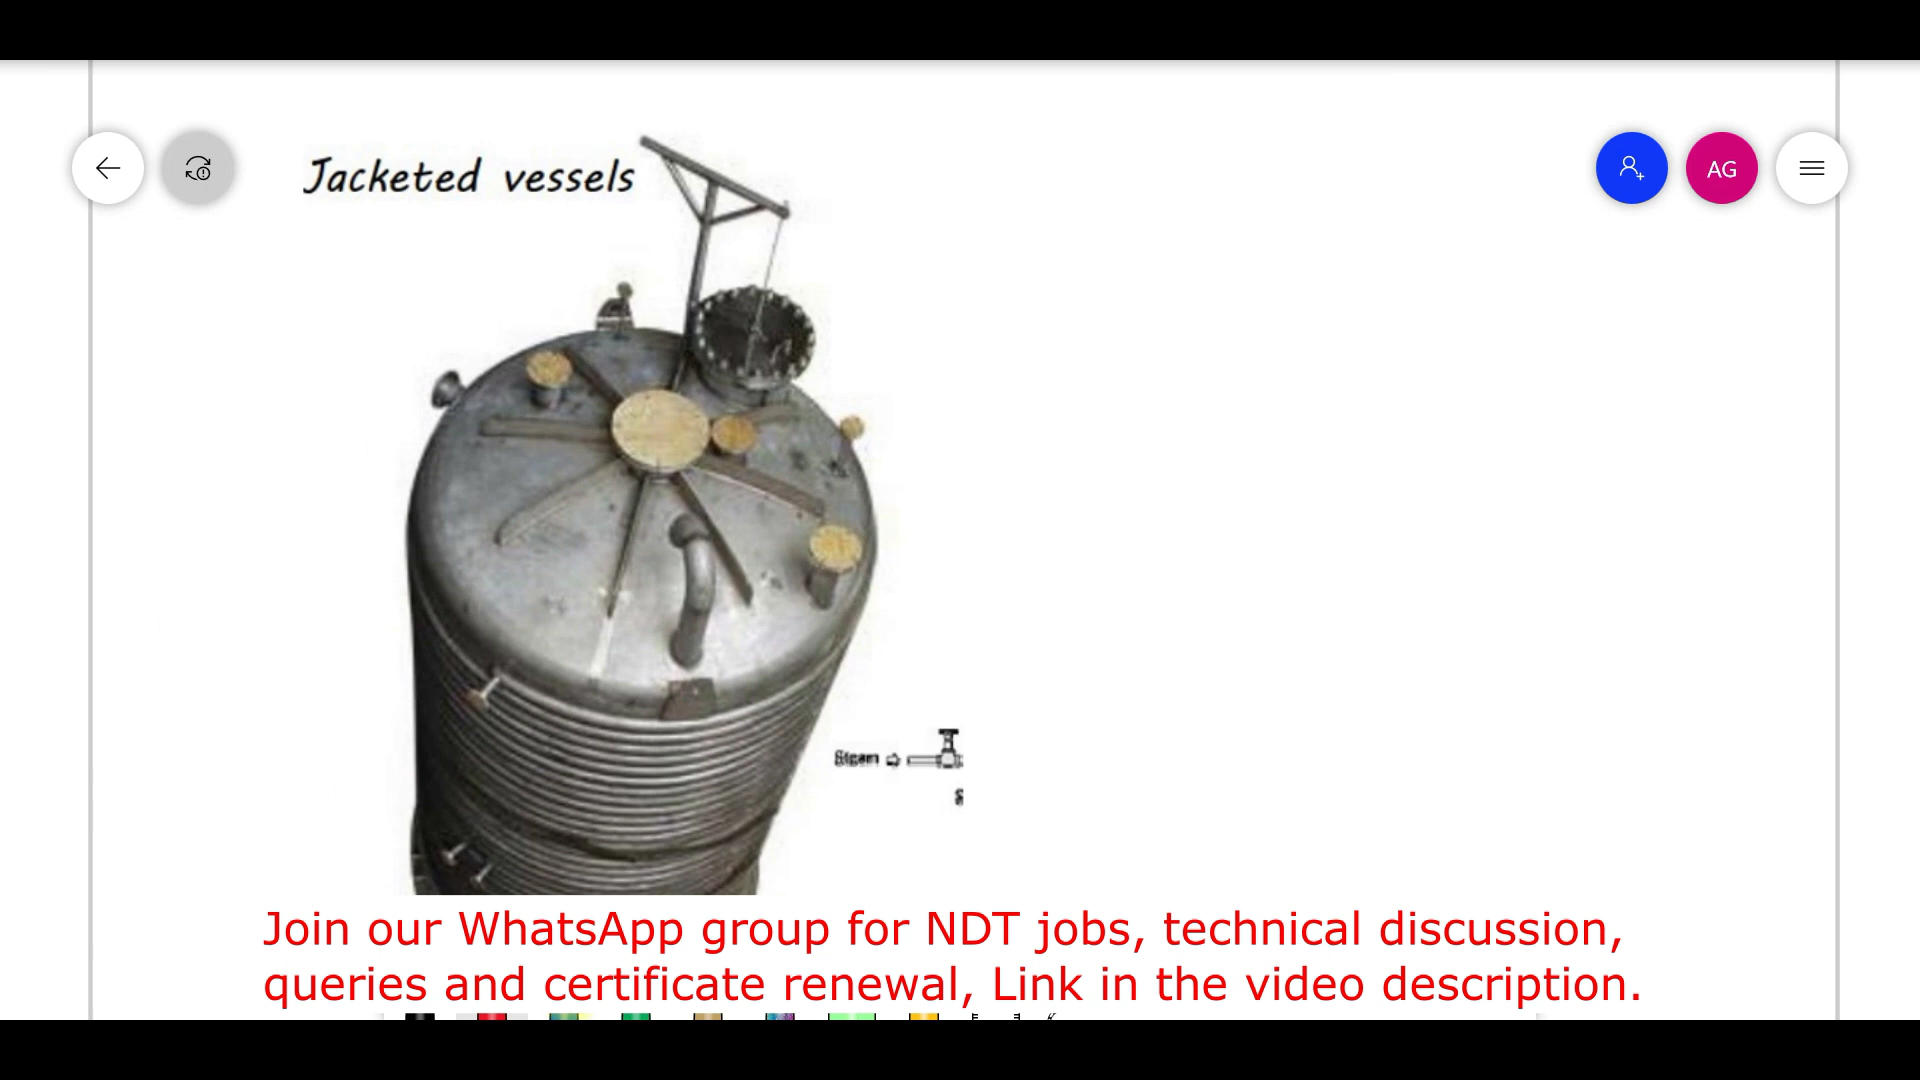 Jacketed vessels
AG
Steam
Join our WhatsApp group for NDT jobs, technical discussion,
queries and certificate renewal, Link in the video description.